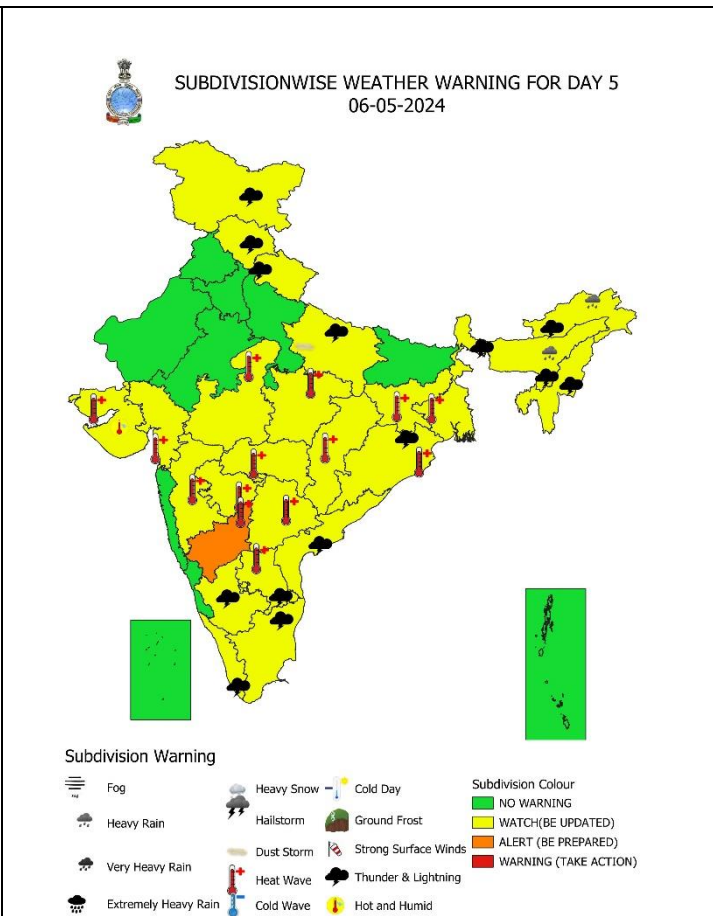 SUBDIVISIONWISE WEATHER WARNING FOR DAY 5
06-05-2024
Subdivision Warning
Fog
Heavy Rain
Very Heavy Rain
Extremely Heavy Rain
Heavy Snow
Hailstorm
Dust Storm
Heat Wave
Cold Wave
Cold Day
Ground Frost
Strong Surface Winds
Thunder & Lightning
Hot and Humid
Subdivision Colour
NO WARNING
WATCH(BE UPDATED)
ALERT (BE PREPARED)
WARNING (TAKE ACTION)